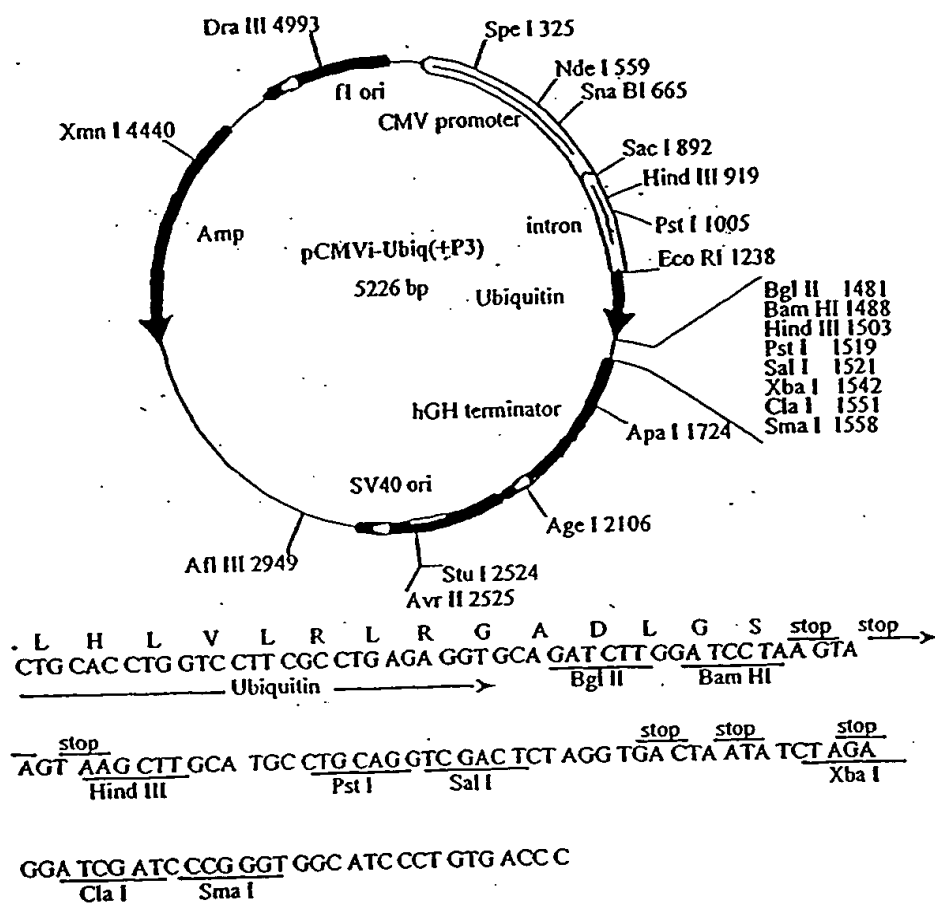 Dra III 4993
Spe I 325
Nde I 559
Sna BI 665
f1 ori
CMV promoter
Xmn I 4440
Sac I 892
Hind III 919
Pst I 1005
intron
Amp
pCMVi-Ubiq(+P3)
5226 bp
Eco RI 1238
Ubiquitin
Bgl II 1481
Bam HI 1488
Hind III 1503
Pst I 1519
Sal I 1521
Xba I 1542
Cla I 1551
Sma I 1558
hGH terminator
Apa I 1724
SV40 ori
Age I 2106
Afl III 2949
Stu I 2524
Avr II 2525
L H L V L R L R G A D L G S stop stop
CTG CAC CTG GTC CTT CGC CTG AGA GGT GCA GAT CTT GGA TCC TAA GTA
Ubiquitin Bgl II Bam HI
stop stop stop stop
AGT AAG CTT GCA TGC CTG CAG GTC GAC TCT AGG TGA CTA ATA TCT AGA
Hind III Pst I Sal I Xba I
GGA TCG ATC CCG GGT GGC ATC CCT GTG ACC C
Cla I Sma I